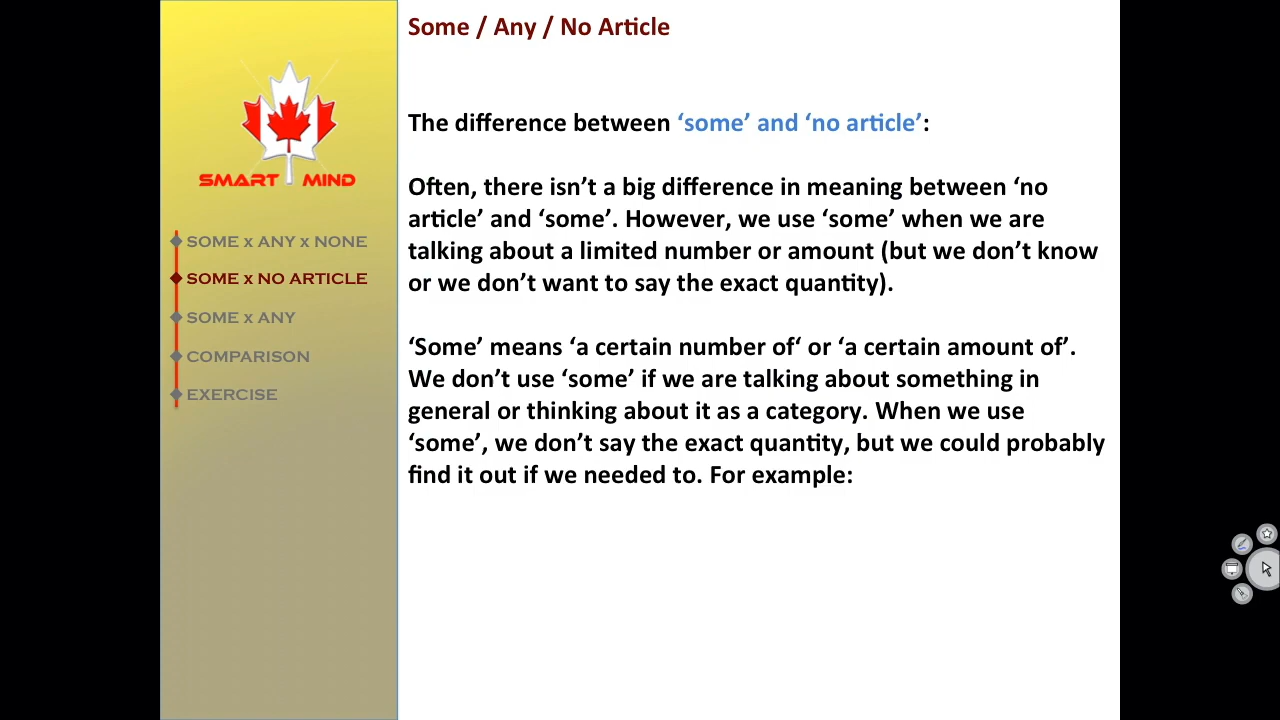 Some / Any / No Article
SMART MIND
SOME x ANY x NONE
SOME x NO ARTICLE
SOME x ANY
COMPARISON
EXERCISE
The difference between ‘some’ and ‘no article’:
Often, there isn’t a big difference in meaning between ‘no
article’ and ‘some’. However, we use ‘some’ when we are
talking about a limited number or amount (but we don’t know
or we don’t want to say the exact quantity).
‘Some’ means ‘a certain number of‘ or ‘a certain amount of’.
We don’t use ‘some’ if we are talking about something in
general or thinking about it as a category. When we use
‘some’, we don’t say the exact quantity, but we could probably
find it out if we needed to. For example: